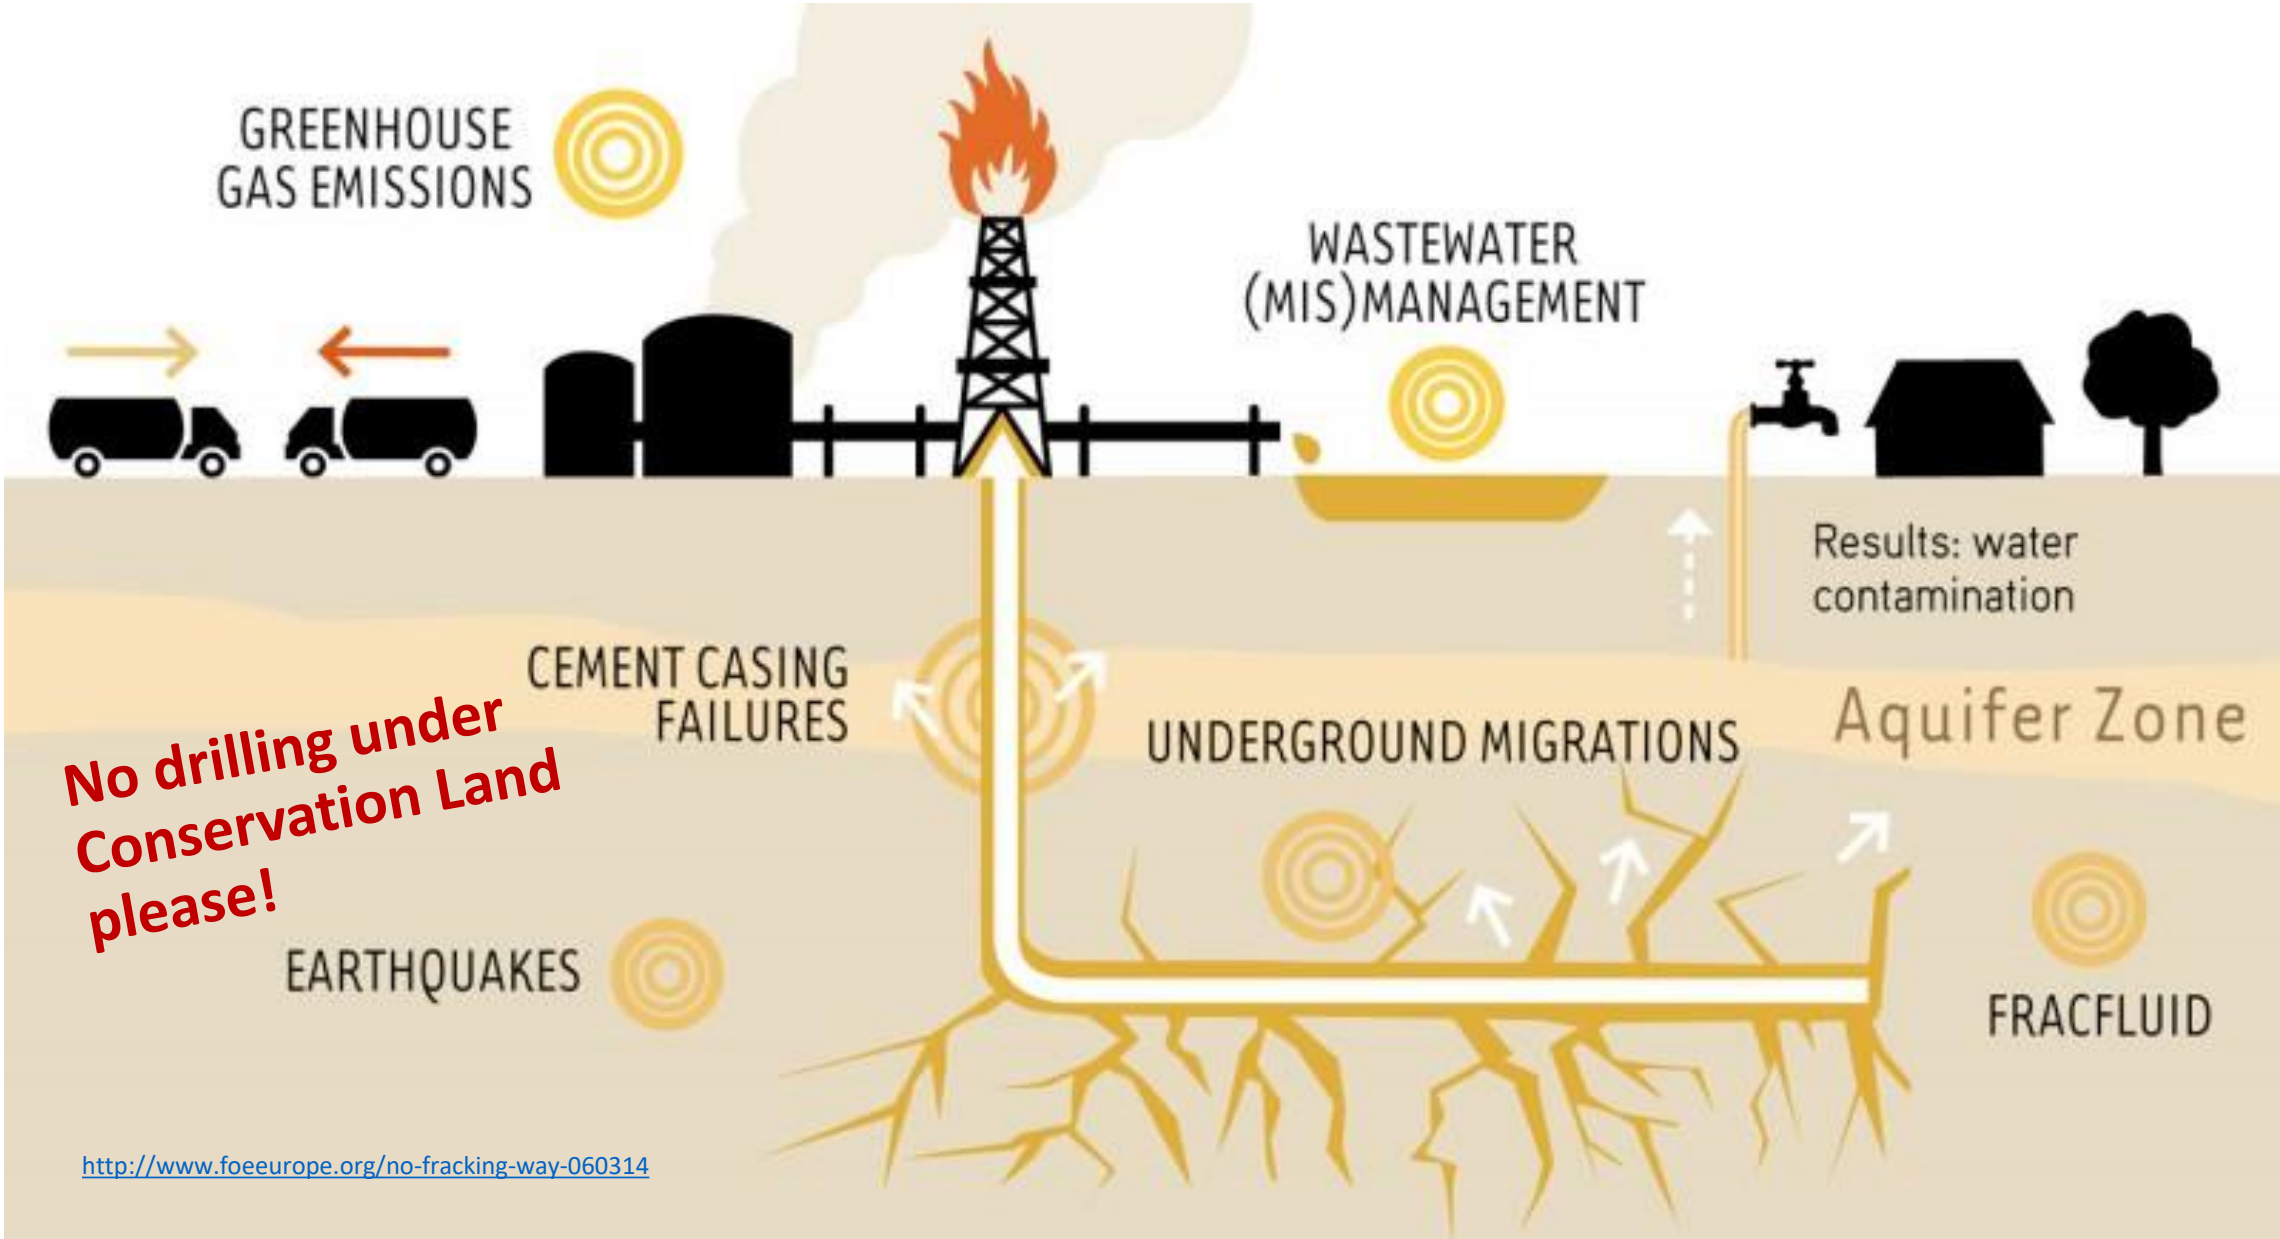 GREENHOUSE
GAS EMISSIONS
WASTEWATER
(MIS)MANAGEMENT
Results: water
contamination
CEMENT CASING
FAILURES
UNDERGROUND MIGRATIONS
Aquifer Zone
No drilling under
Conservation Land
please!
EARTHQUAKES
FRACFLUID
http://www.foeeurope.org/no-fracking-way-060314